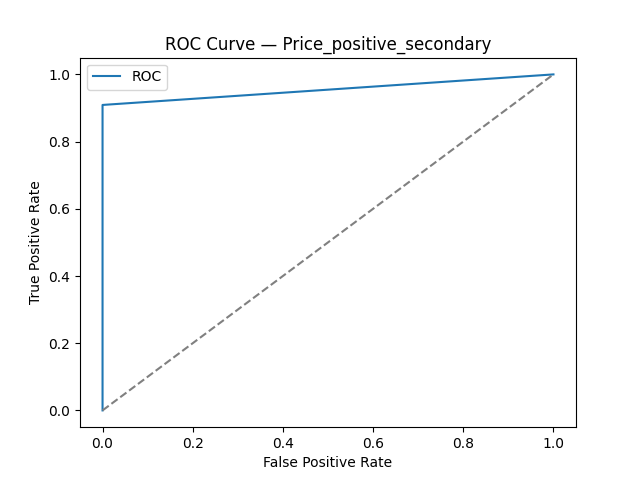 ROC Curve — Price_positive_secondary
ROC
True Positive Rate
1.0
0.8
0.6
0.4
0.2
0.0
0.0 0.2 0.4 0.6 0.8 1.0
False Positive Rate